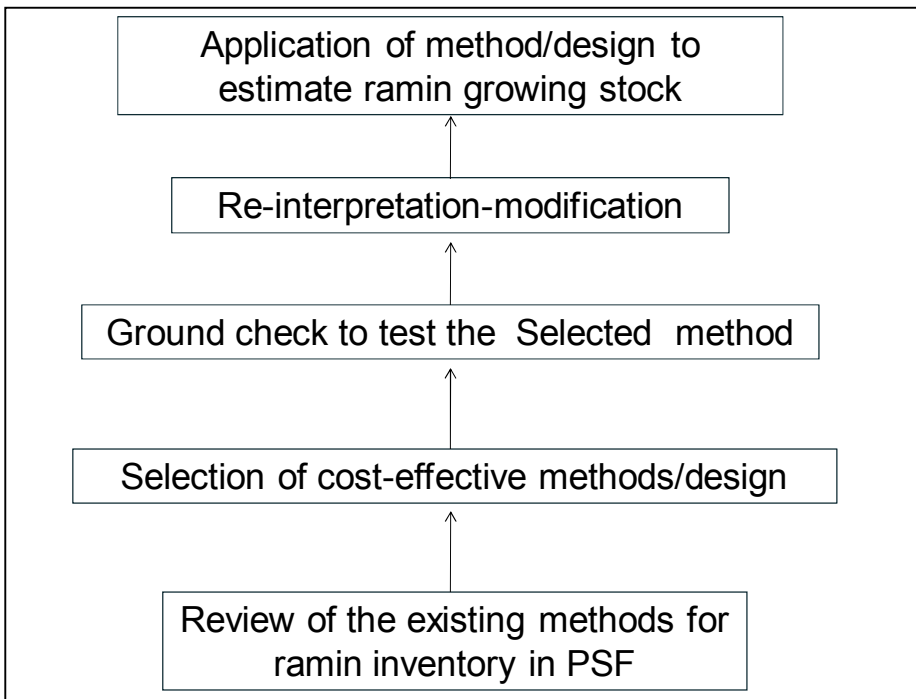 Application of method/design to
estimate ramin growing stock
Re-interpretation-modification
Ground check to test the Selected method
Selection of cost-effective methods/design
Review of the existing methods for
ramin inventory in PSF